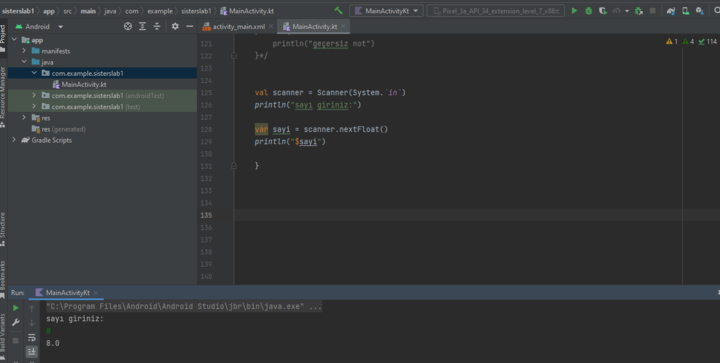 sisterslab1 › app › src › main › java › com › example › sisterslab1 › MainActivity.kt
MainActivityKt
Pixel_3a_API_34_extension_level_7_x86
Android
activity_main.xml
MainActivity.kt
app
manifests
java
com.example.sisterslab1
MainActivity.kt
com.example.sisterslab1 (androidTest)
com.example.sisterslab1 (test)
res
res (generated)
Gradle Scripts
Project
Resource Manager
Structure
Bookmarks
Build Variants
1 4 114
121 println("geçersiz not")
122 }*/
123
124
125 val scanner = Scanner(System.`in`)
126 println("sayı giriniz:")
127
128 var sayi = scanner.nextFloat()
129 println("$sayi")
130
131 }
132
133
134
135
136
137
138
139
140
Run: MainActivityKt
"C:\Program Files\Android\Android Studio\jbr\bin\java.exe" ...
sayı giriniz:
8.0